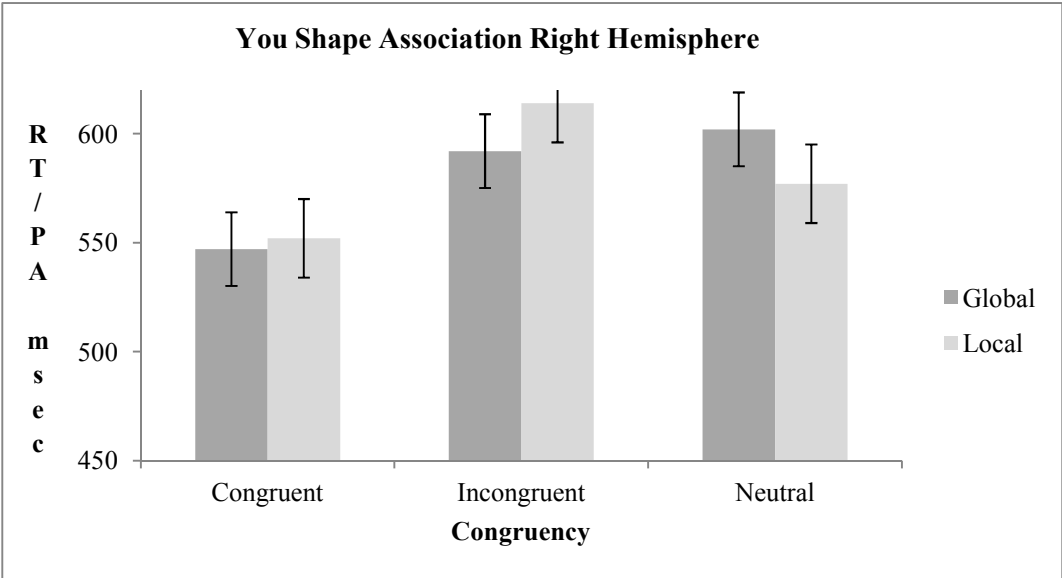 You Shape Association Right Hemisphere
R
T
/
P
A
m
s
e
c
600
550
500
450
Congruent
Incongruent
Neutral
Congruency
Global
Local